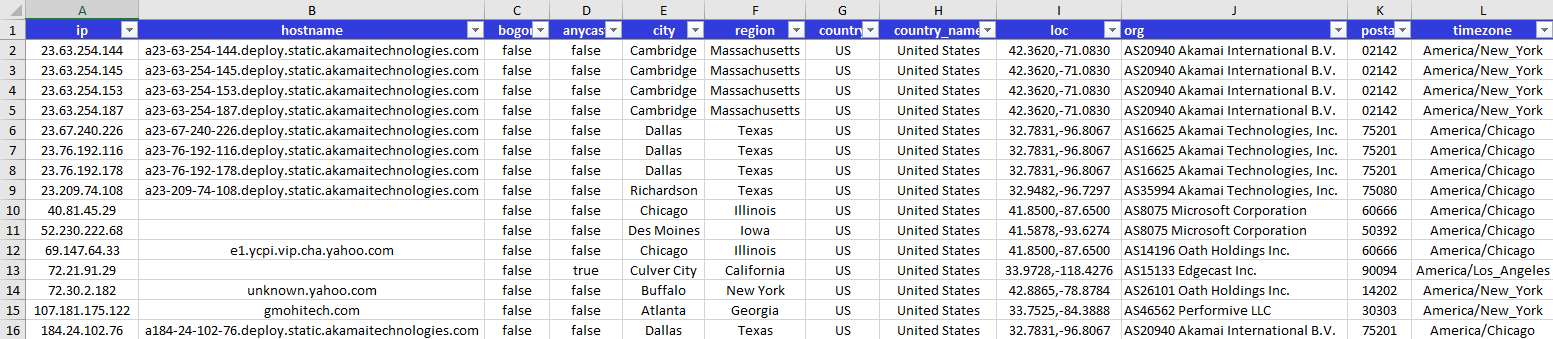 A B C D E F G H I J K L
1 ip hostname bogon anycas city region country country_name loc org posta timezone
2 23.63.254.144 a23-63-254-144.deploy.static.akamaitechnologies.com false false Cambridge Massachusetts US United States 42.3620,-71.0830 AS20940 Akamai International B.V. 02142 America/New_York
3 23.63.254.145 a23-63-254-145.deploy.static.akamaitechnologies.com false false Cambridge Massachusetts US United States 42.3620,-71.0830 AS20940 Akamai International B.V. 02142 America/New_York
4 23.63.254.153 a23-63-254-153.deploy.static.akamaitechnologies.com false false Cambridge Massachusetts US United States 42.3620,-71.0830 AS20940 Akamai International B.V. 02142 America/New_York
5 23.63.254.187 a23-63-254-187.deploy.static.akamaitechnologies.com false false Cambridge Massachusetts US United States 42.3620,-71.0830 AS20940 Akamai International B.V. 02142 America/New_York
6 23.67.240.226 a23-67-240-226.deploy.static.akamaitechnologies.com false false Dallas Texas US United States 32.7831,-96.8067 AS16625 Akamai Technologies, Inc. 75201 America/Chicago
7 23.76.192.116 a23-76-192-116.deploy.static.akamaitechnologies.com false false Dallas Texas US United States 32.7831,-96.8067 AS16625 Akamai Technologies, Inc. 75201 America/Chicago
8 23.76.192.178 a23-76-192-178.deploy.static.akamaitechnologies.com false false Dallas Texas US United States 32.7831,-96.8067 AS16625 Akamai Technologies, Inc. 75201 America/Chicago
9 23.209.74.108 a23-209-74-108.deploy.static.akamaitechnologies.com false false Richardson Texas US United States 32.9482,-96.7297 AS35994 Akamai Technologies, Inc. 75080 America/Chicago
10 40.81.45.29 false false Chicago Illinois US United States 41.8500,-87.6500 AS8075 Microsoft Corporation 60666 America/Chicago
11 52.230.222.68 false false Des Moines Iowa US United States 41.5878,-93.6274 AS8075 Microsoft Corporation 50392 America/Chicago
12 69.147.64.33 e1.ycpi.vip.cha.yahoo.com false false Chicago Illinois US United States 41.8500,-87.6500 AS14196 Oath Holdings Inc. 60666 America/Chicago
13 72.21.91.29 false true Culver City California US United States 33.9728,-118.4276 AS15133 Edgecast Inc. 90094 America/Los_Angeles
14 72.30.2.182 unknown.yahoo.com false false Buffalo New York US United States 42.8865,-78.8784 AS26101 Oath Holdings Inc. 14202 America/New_York
15 107.181.175.122 gmohitech.com false false Atlanta Georgia US United States 33.7525,-84.3888 AS46562 Performive LLC 30303 America/New_York
16 184.24.102.76 a184-24-102-76.deploy.static.akamaitechnologies.com false false Dallas Texas US United States 32.7831,-96.8067 AS20940 Akamai International B.V. 75201 America/Chicago